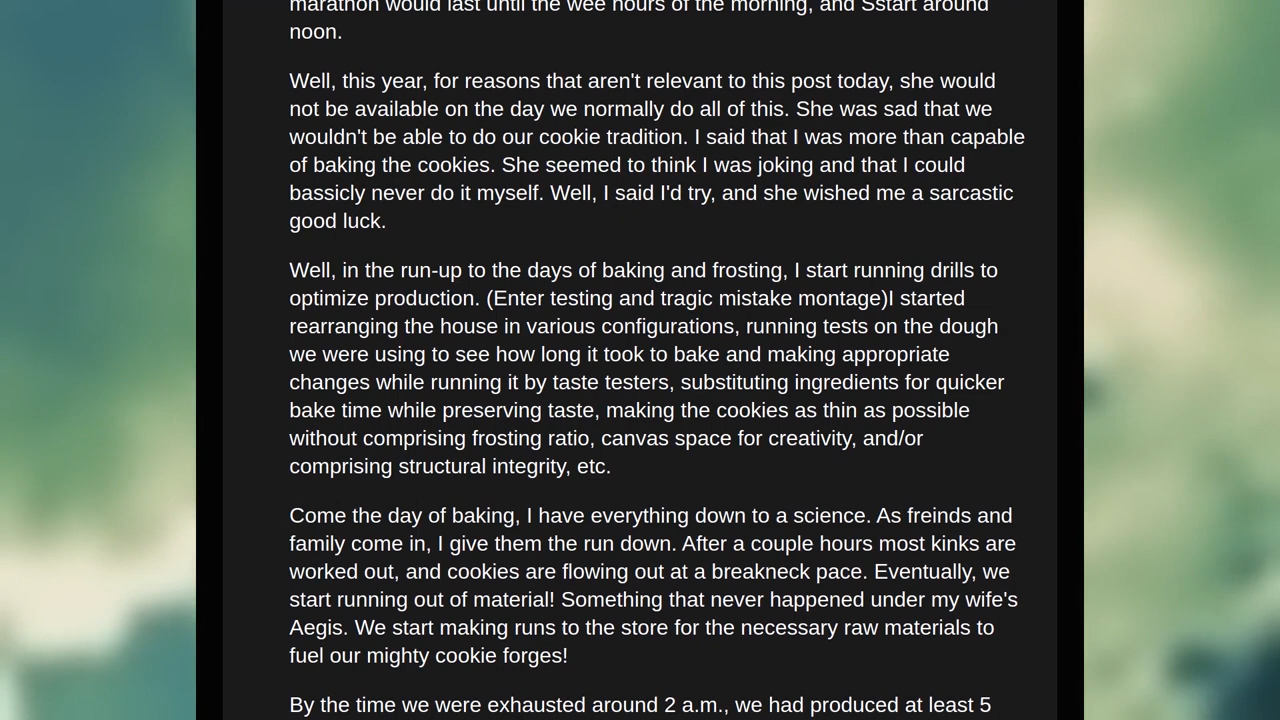 marathon would last until the wee hours of the morning, and Sstart around
noon.
Well, this year, for reasons that aren't relevant to this post today, she would
not be available on the day we normally do all of this. She was sad that we
wouldn't be able to do our cookie tradition. I said that I was more than capable
of baking the cookies. She seemed to think I was joking and that I could
bassicly never do it myself. Well, I said I'd try, and she wished me a sarcastic
good luck.
Well, in the run-up to the days of baking and frosting, I start running drills to
optimize production. (Enter testing and tragic mistake montage)I started
rearranging the house in various configurations, running tests on the dough
we were using to see how long it took to bake and making appropriate
changes while running it by taste testers, substituting ingredients for quicker
bake time while preserving taste, making the cookies as thin as possible
without comprising frosting ratio, canvas space for creativity, and/or
comprising structural integrity, etc.
Come the day of baking, I have everything down to a science. As freinds and
family come in, I give them the run down. After a couple hours most kinks are
worked out, and cookies are flowing out at a breakneck pace. Eventually, we
start running out of material! Something that never happened under my wife's
Aegis. We start making runs to the store for the necessary raw materials to
fuel our mighty cookie forges!
By the time we were exhausted around 2 a.m., we had produced at least 5